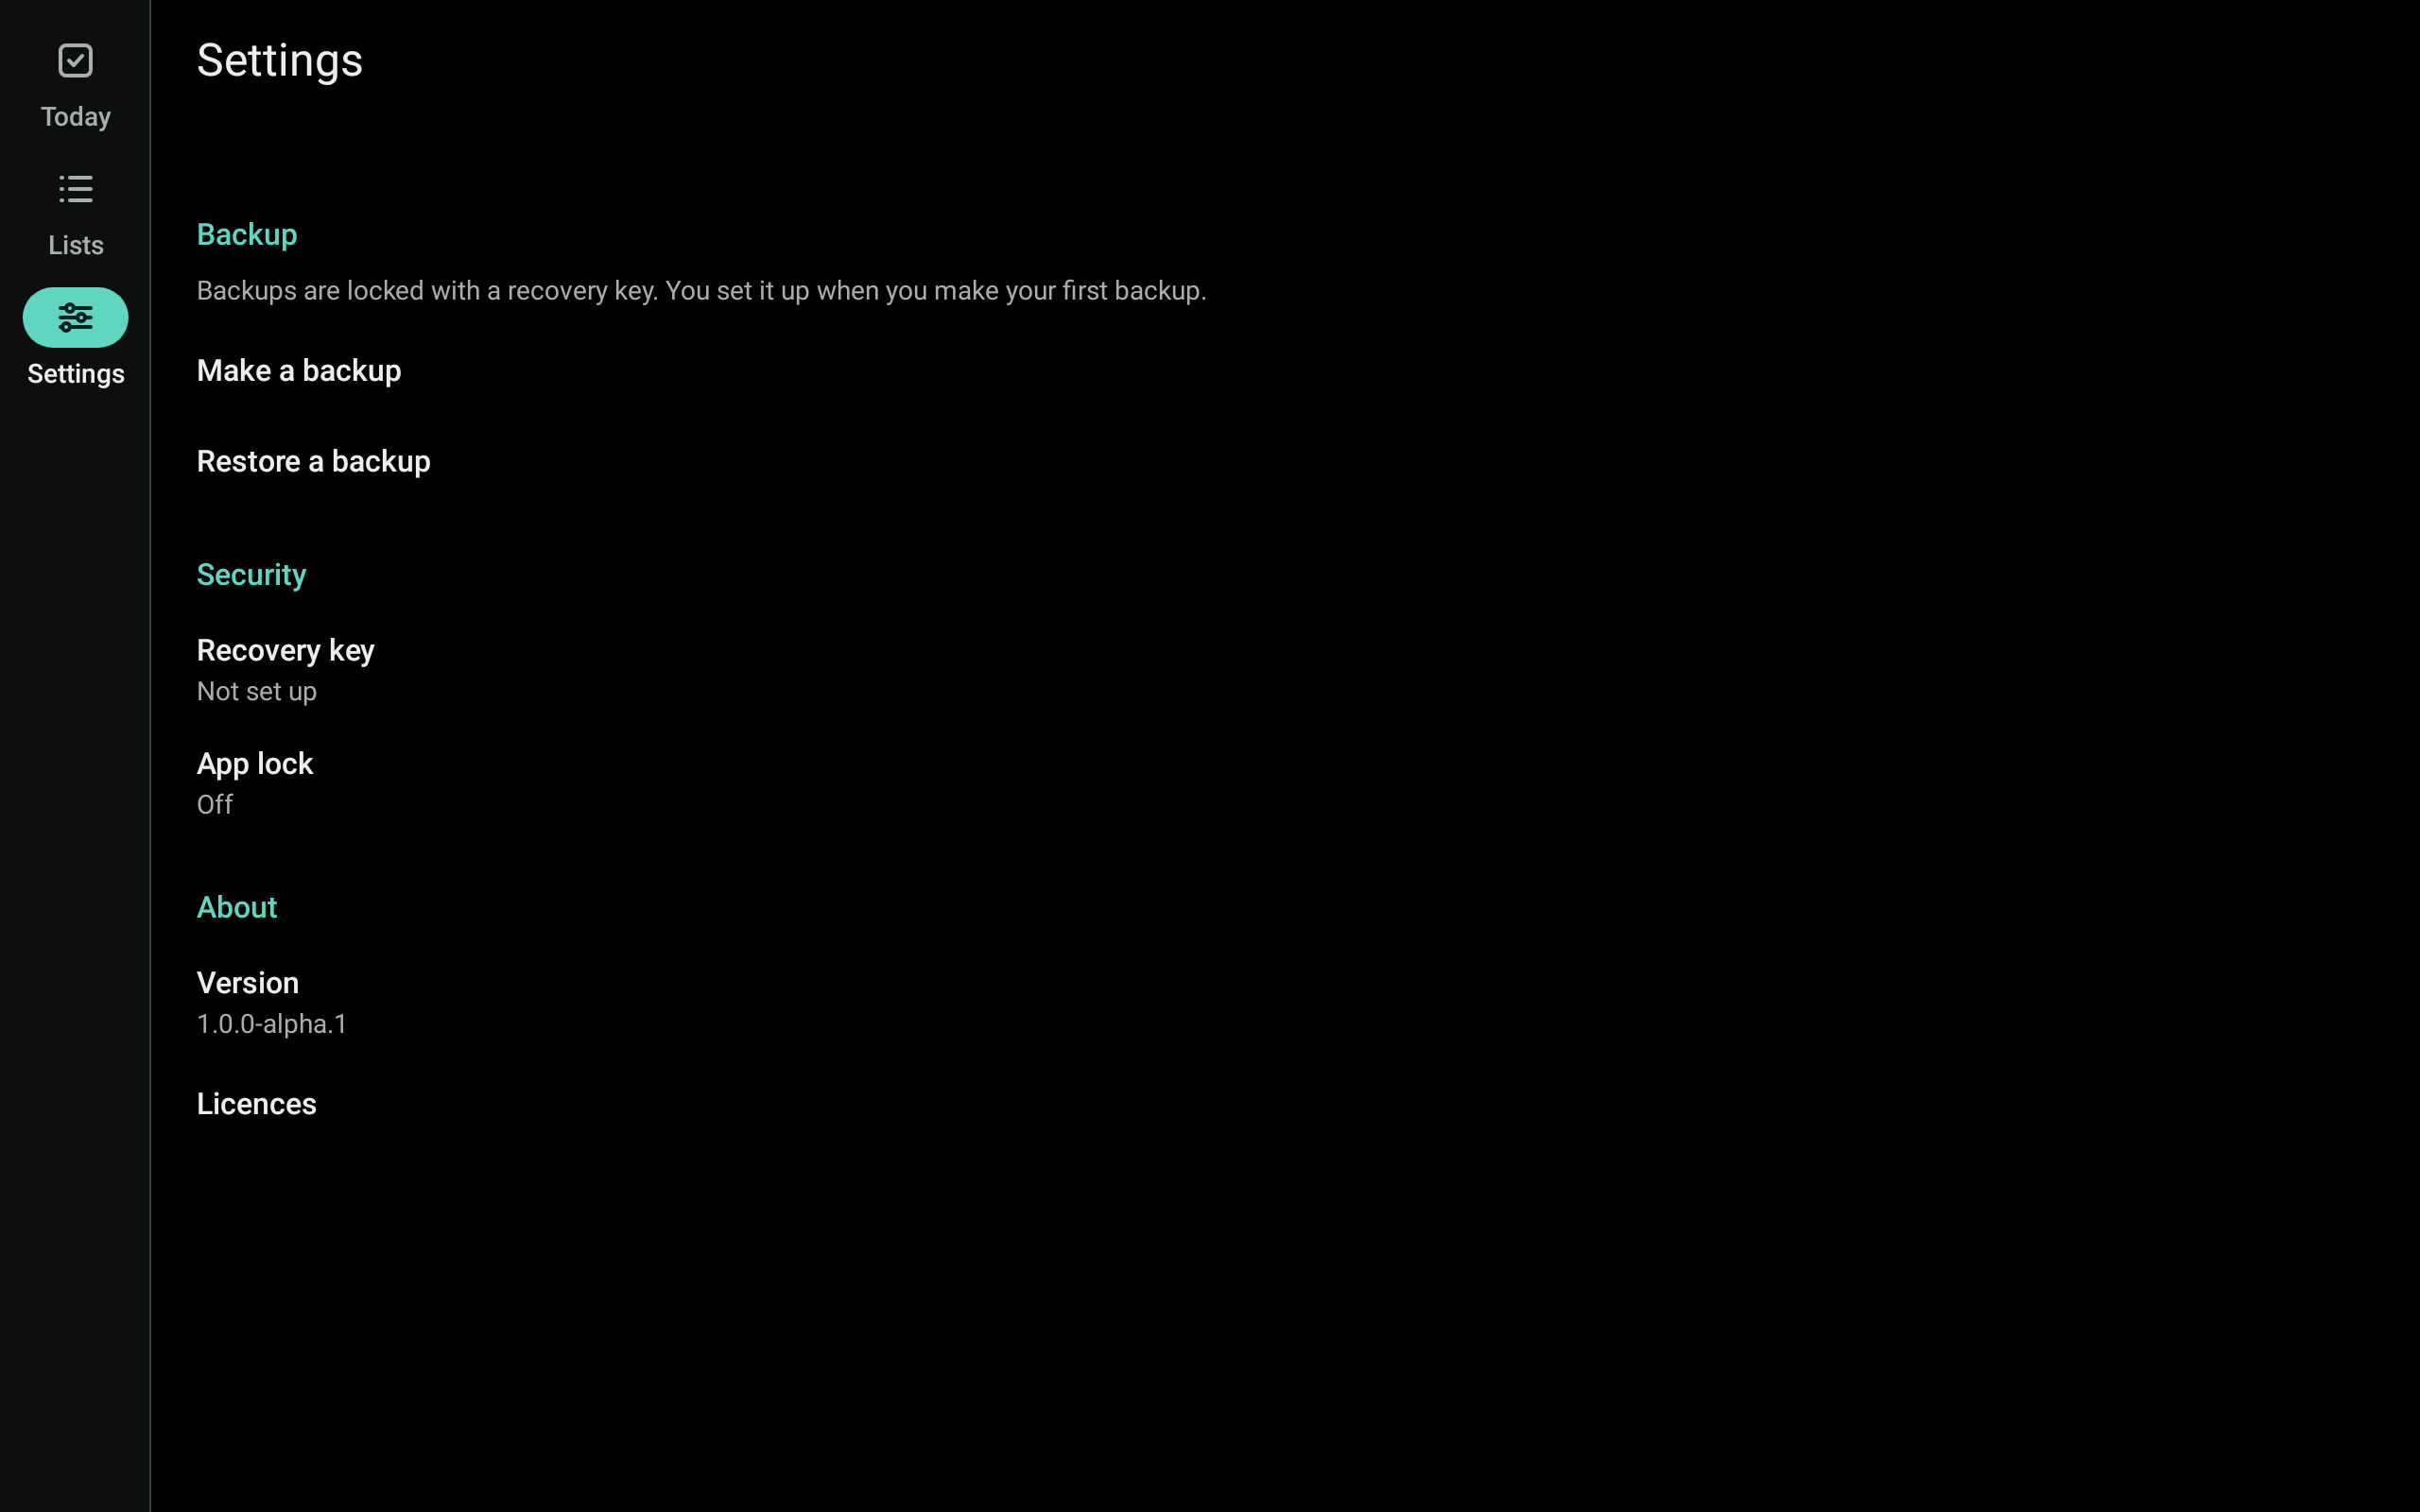 Today
Lists
Settings
Settings
Backup
Backups are locked with a recovery key. You set it up when you make your first backup.
Make a backup
Restore a backup
Security
Recovery key
Not set up
App lock
Off
About
Version
1.0.0-alpha.1
Licences